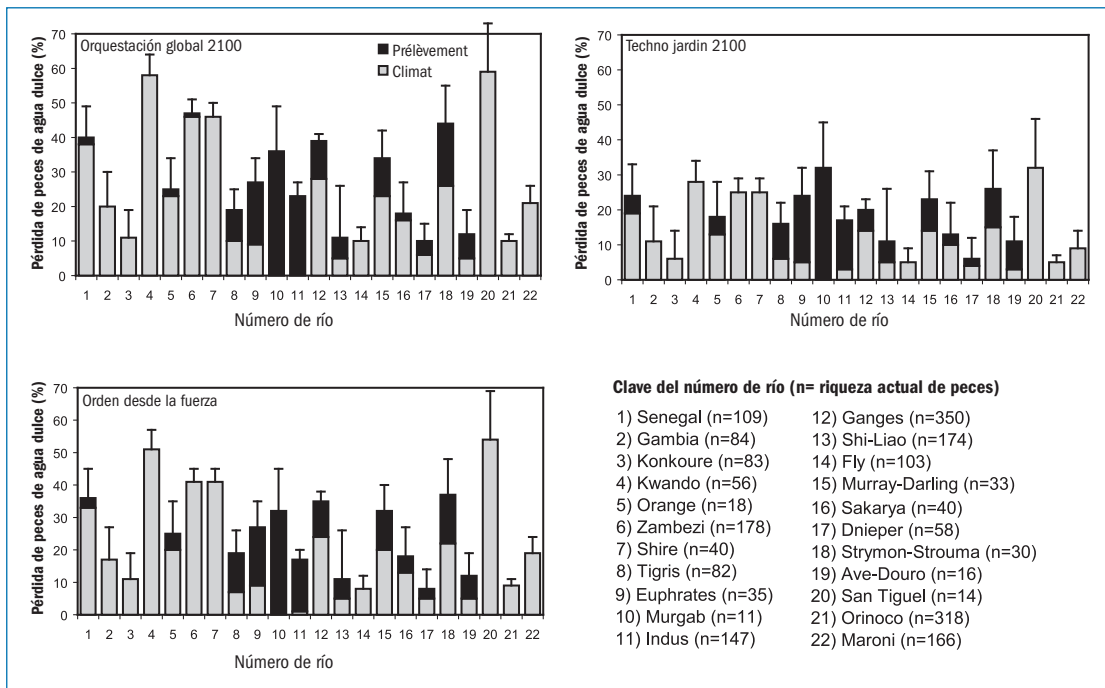 Orquestación global 2100
Prélèvement
Climat
Pérdida de peces de agua dulce (%)
70
60
50
40
30
20
10
0
1 2 3 4 5 6 7 8 9 10 11 12 13 14 15 16 17 18 19 20 21 22
Número de río
Techno jardin 2100
Pérdida de peces de agua dulce (%)
70
60
50
40
30
20
10
0
1 2 3 4 5 6 7 8 9 10 11 12 13 14 15 16 17 18 19 20 21 22
Número de río
Orden desde la fuerza
Pérdida de peces de agua dulce (%)
70
60
50
40
30
20
10
0
1 2 3 4 5 6 7 8 9 10 11 12 13 14 15 16 17 18 19 20 21 22
Número de río
Clave del número de río (n= riqueza actual de peces)
1) Senegal (n=109)
2) Gambia (n=84)
3) Konkoure (n=83)
4) Kwando (n=56)
5) Orange (n=18)
6) Zambezi (n=178)
7) Shire (n=40)
8) Tigris (n=82)
9) Euphrates (n=35)
10) Murgab (n=11)
11) Indus (n=147)
12) Ganges (n=350)
13) Shi-Liao (n=174)
14) Fly (n=103)
15) Murray-Darling (n=33)
16) Sakarya (n=40)
17) Dnieper (n=58)
18) Strymon-Strouma (n=30)
19) Ave-Douro (n=16)
20) San Tiguel (n=14)
21) Orinoco (n=318)
22) Maroni (n=166)